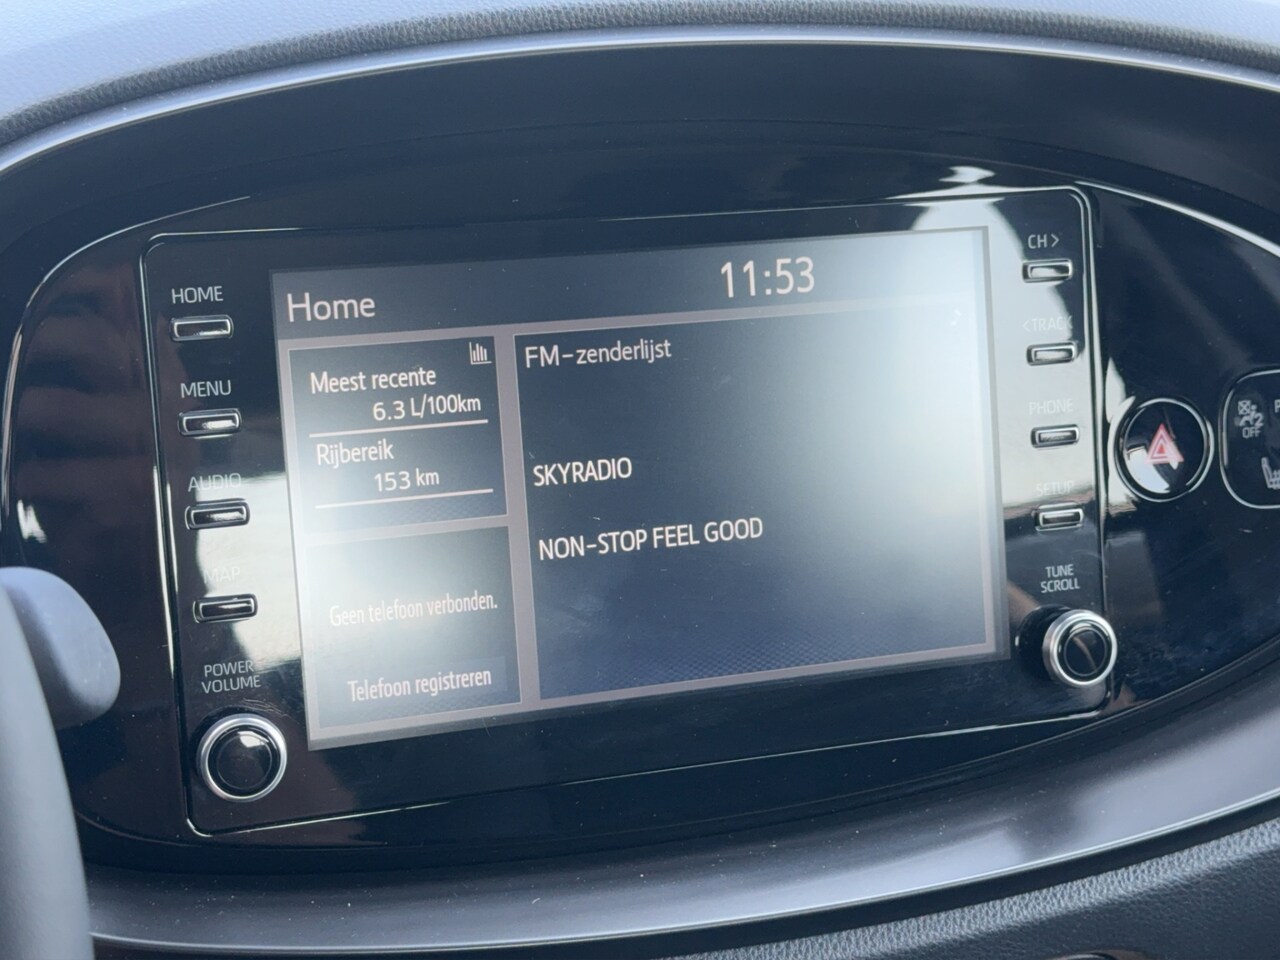 HOME
MENU
AUDIO
MAP
POWER
VOLUME
Home
11:53
Meest recente
6.3 L/100km
Rijbereik
153 km
Geen telefoon verbonden.
Telefoon registreren
FM-zenderlijst
SKYRADIO
NON-STOP FEEL GOOD
CH >
<TRACK
PHONE
SETUP
TUNE
SCROLL
OFF